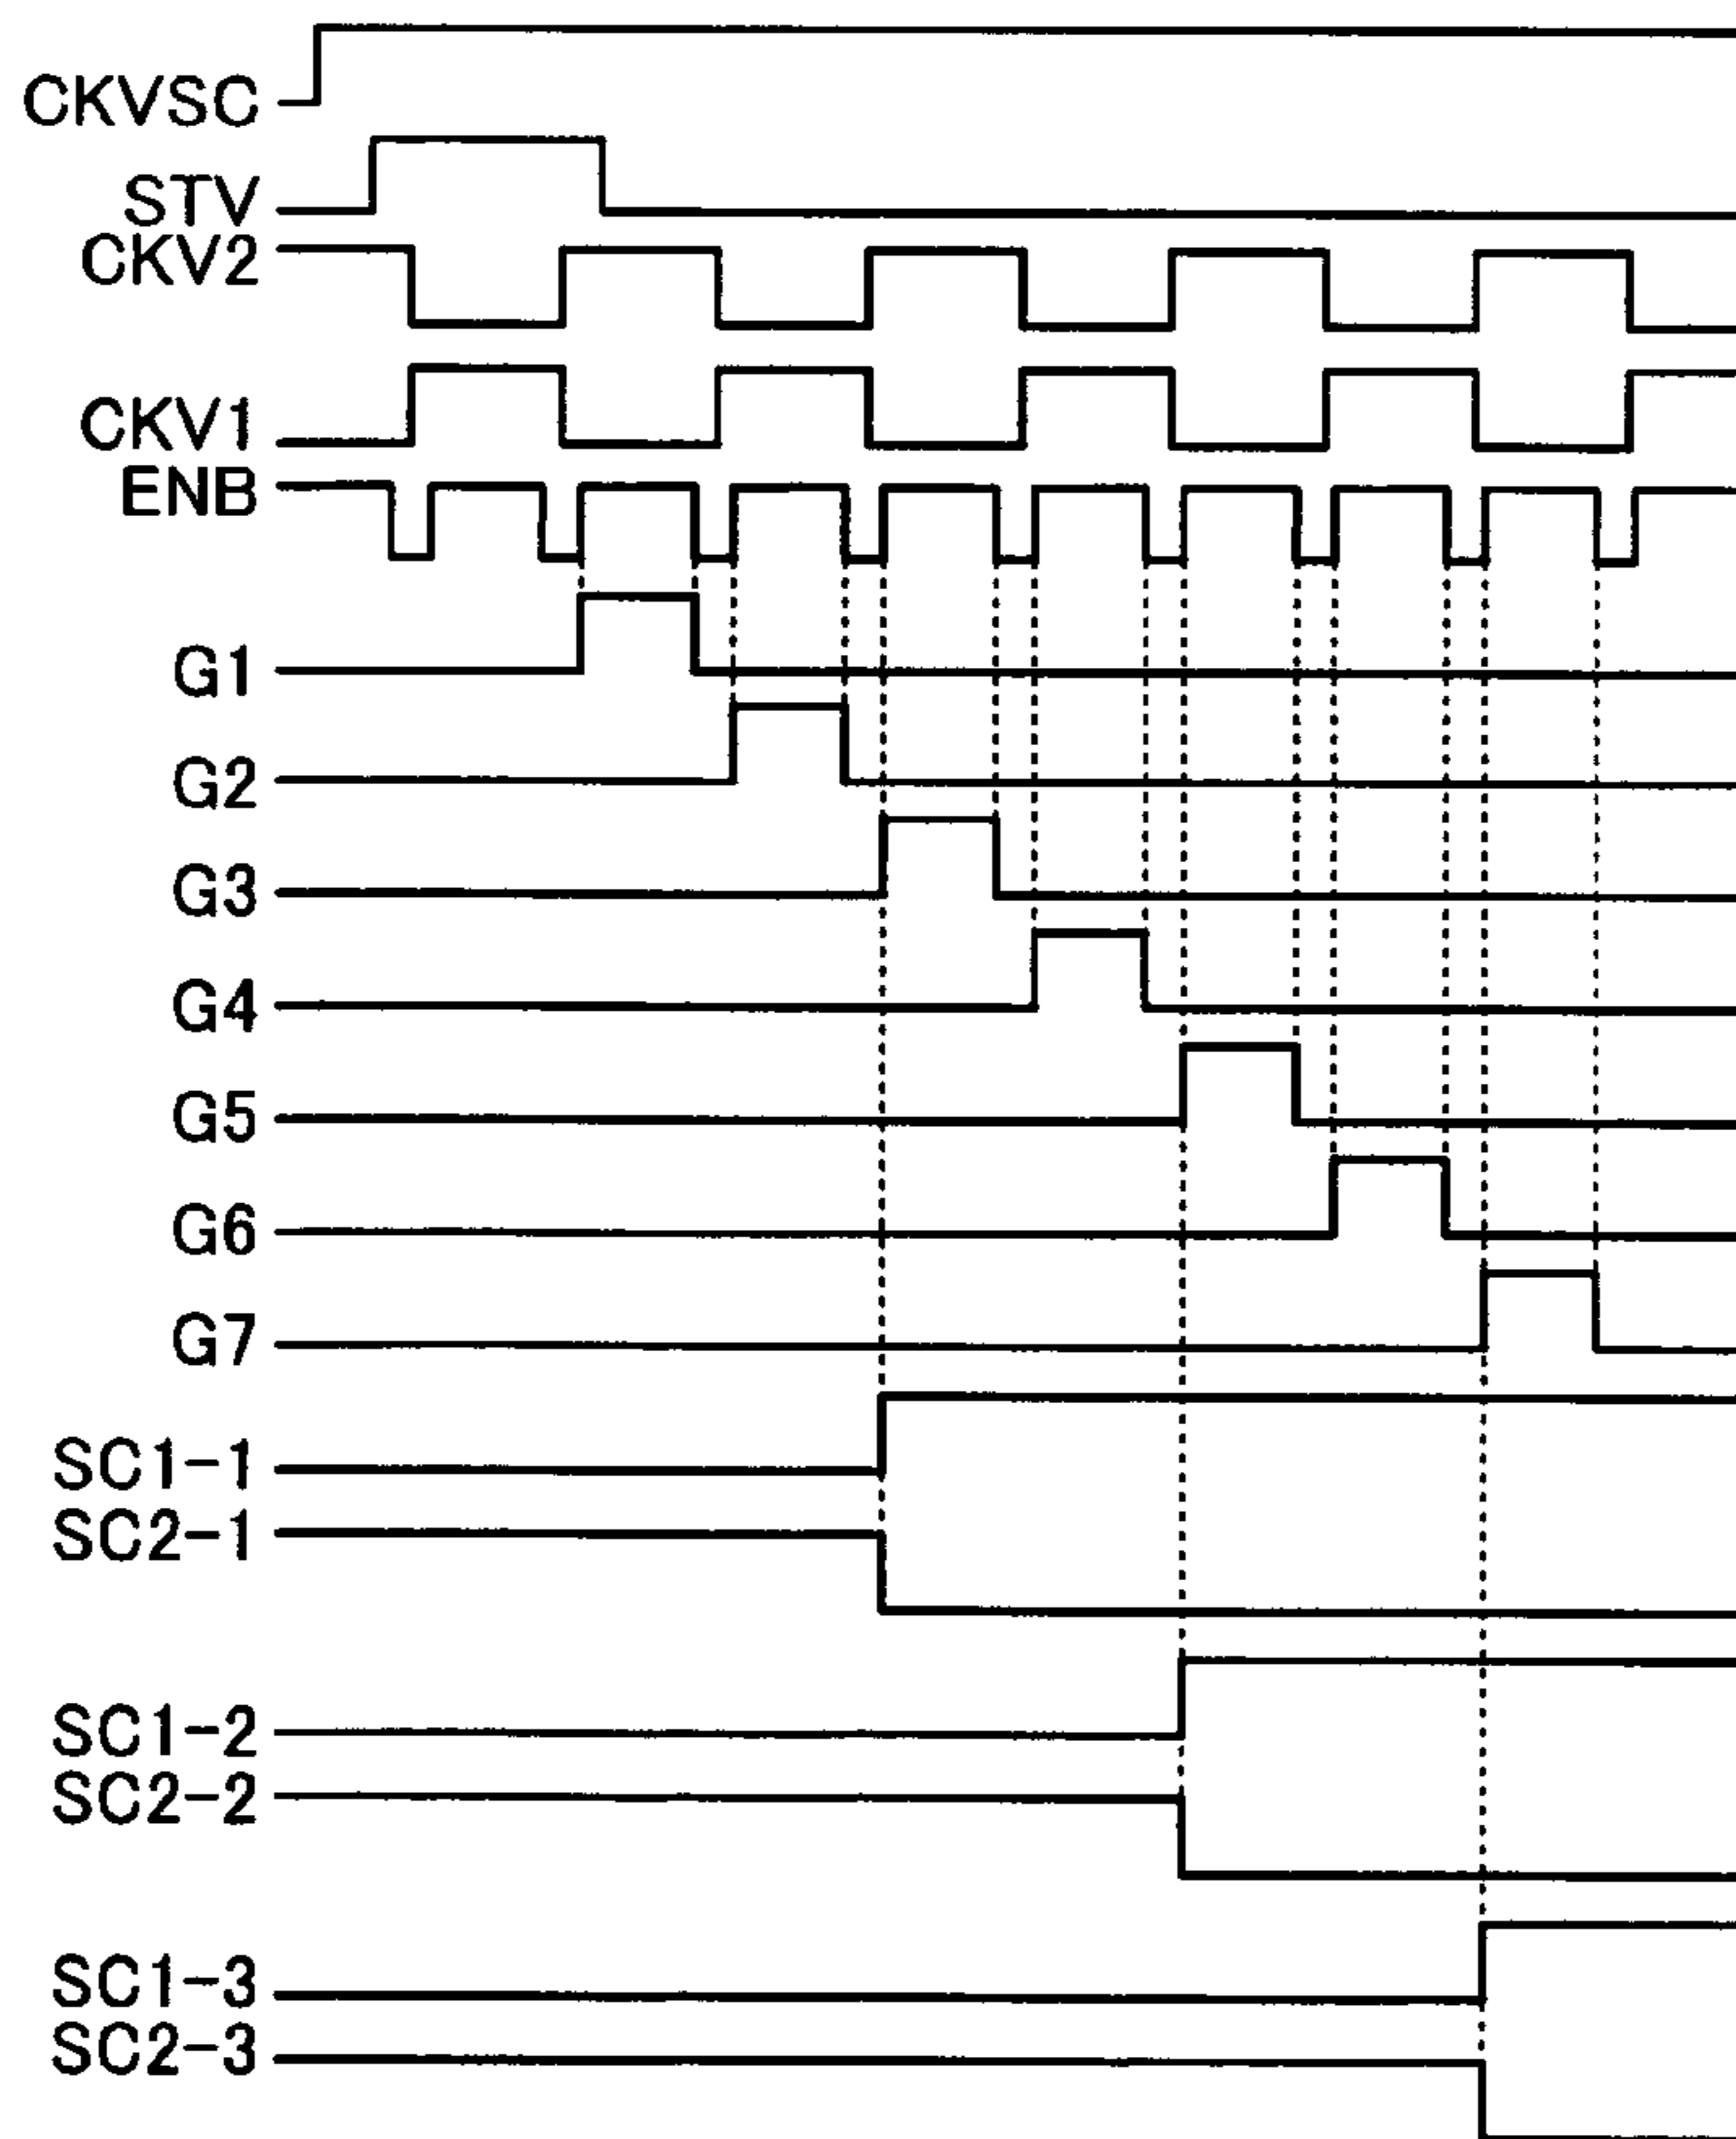 CKVSC
STV
CKV2
CKV1
ENB
G1
G2
G3
G4
G5
G6
G7
SC1-1
SC2-1
SC1-2
SC2-2
SC1-3
SC2-3